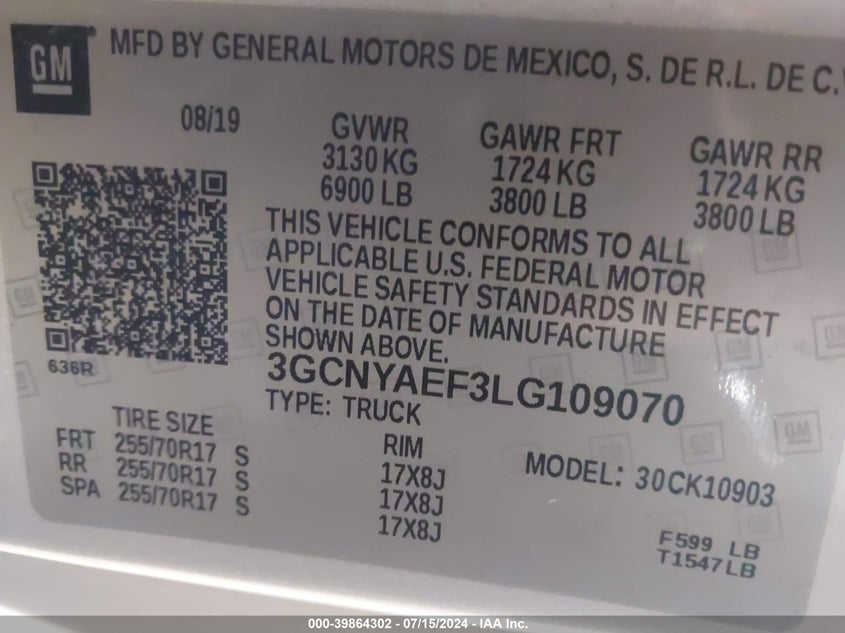 GM
MFD BY GENERAL MOTORS DE MEXICO, S. DE R.L. DE C.V
08/19
GVWR
3130 KG
6900 LB
GAWR FRT
1724 KG
3800 LB
GAWR RR
1724 KG
3800 LB
THIS VEHICLE CONFORMS TO ALL
APPLICABLE U.S. FEDERAL MOTOR
VEHICLE SAFETY STANDARDS IN EFFECT
ON THE DATE OF MANUFACTURE
SHOWN ABOVE.
636R
3GCNYAEF3LG109070
TYPE: TRUCK
TIRE SIZE
RIM
FRT 255/70R17 S 17X8J
RR 255/70R17 S 17X8J
SPA 255/70R17 S 17X8J
MODEL: 30CK10903
F599 LB
T1547LB
000-39864302 - 07/15/2024 - IAA Inc.